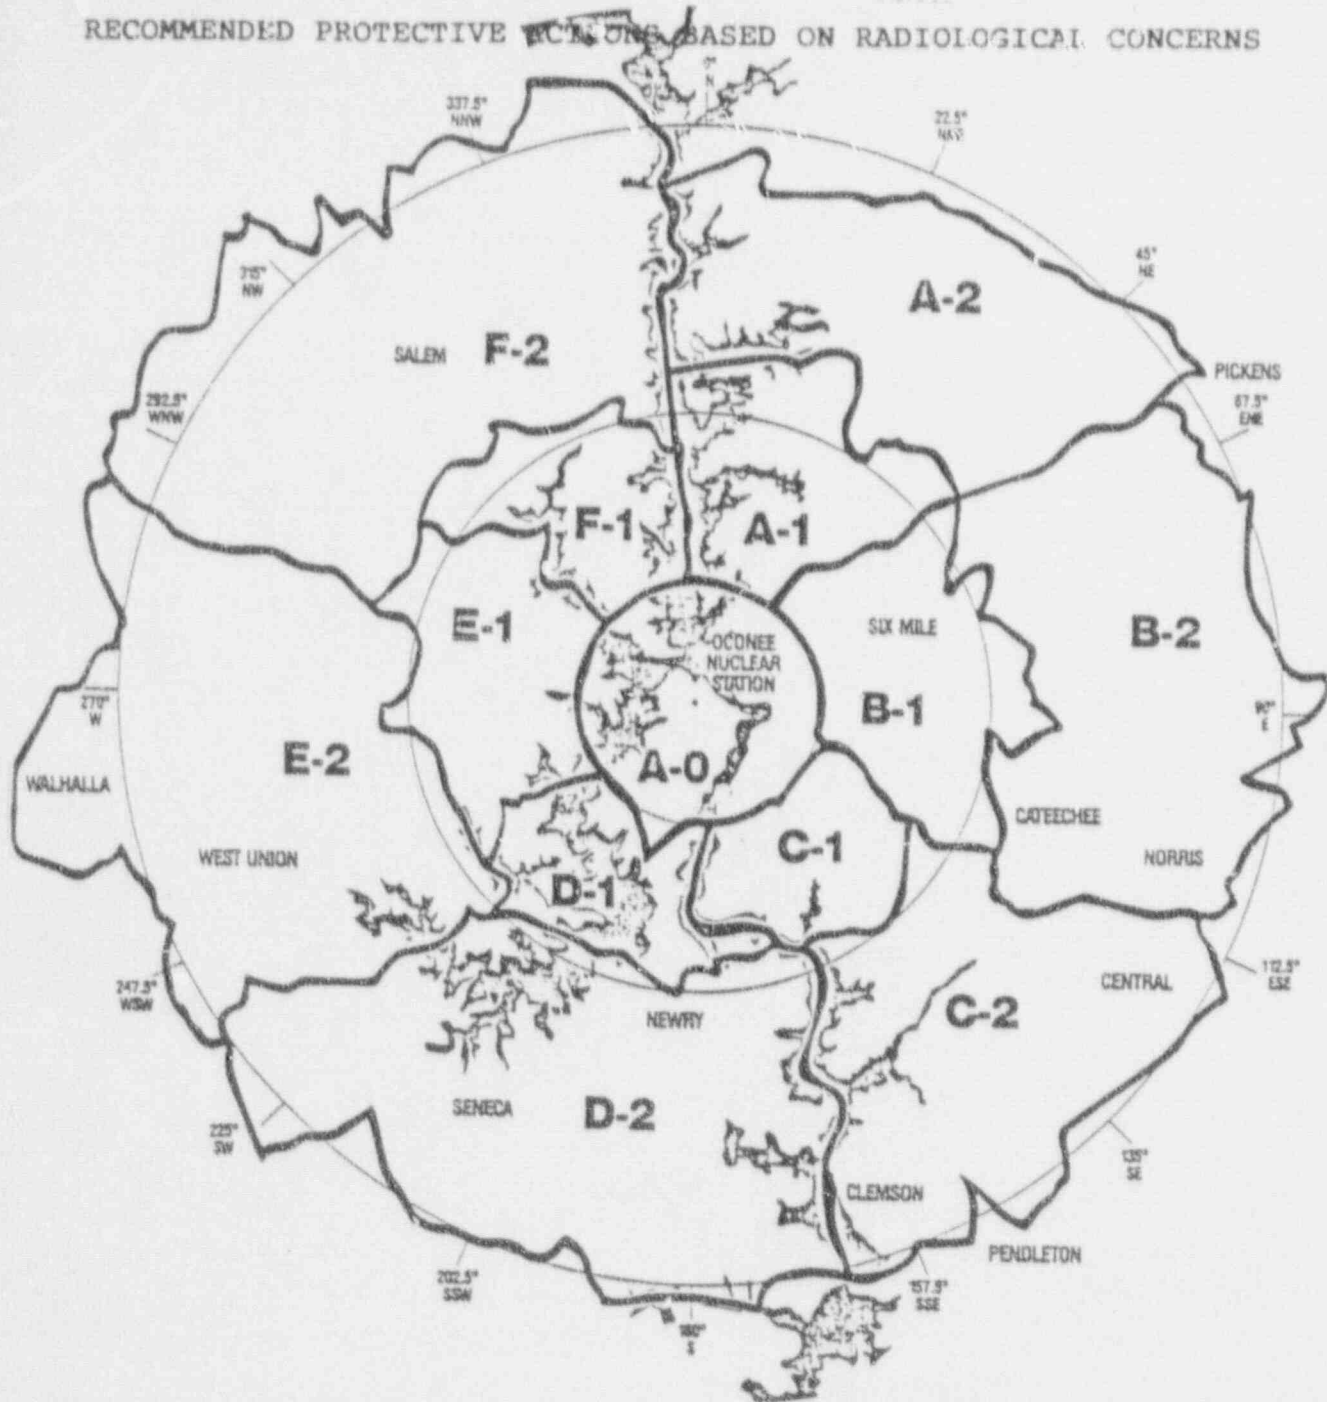 RECOMMENDED PROTECTIVE ACTIONS BASED ON RADIOLOGICAL CONCERNS
N
337.5°
NNW
22.5°
315°
NW
45°
NE
A-2
SALEM
F-2
PICKENS
292.5°
WNW
67.5°
ENE
F-1
A-1
E-1
SIX MILE
B-2
OCONEE
NUCLEAR
STATION
270°
W
B-1
90°
E
E-2
A-0
WALHALLA
CATEECHEE
WEST UNION
C-1
NORRIS
D-1
247.5°
WSW
112.5°
ESE
CENTRAL
NEWRY
C-2
SENECA
D-2
225°
SW
135°
SE
CLEMSON
PENDLETON
202.5°
SSW
157.5°
SSE
180°
S